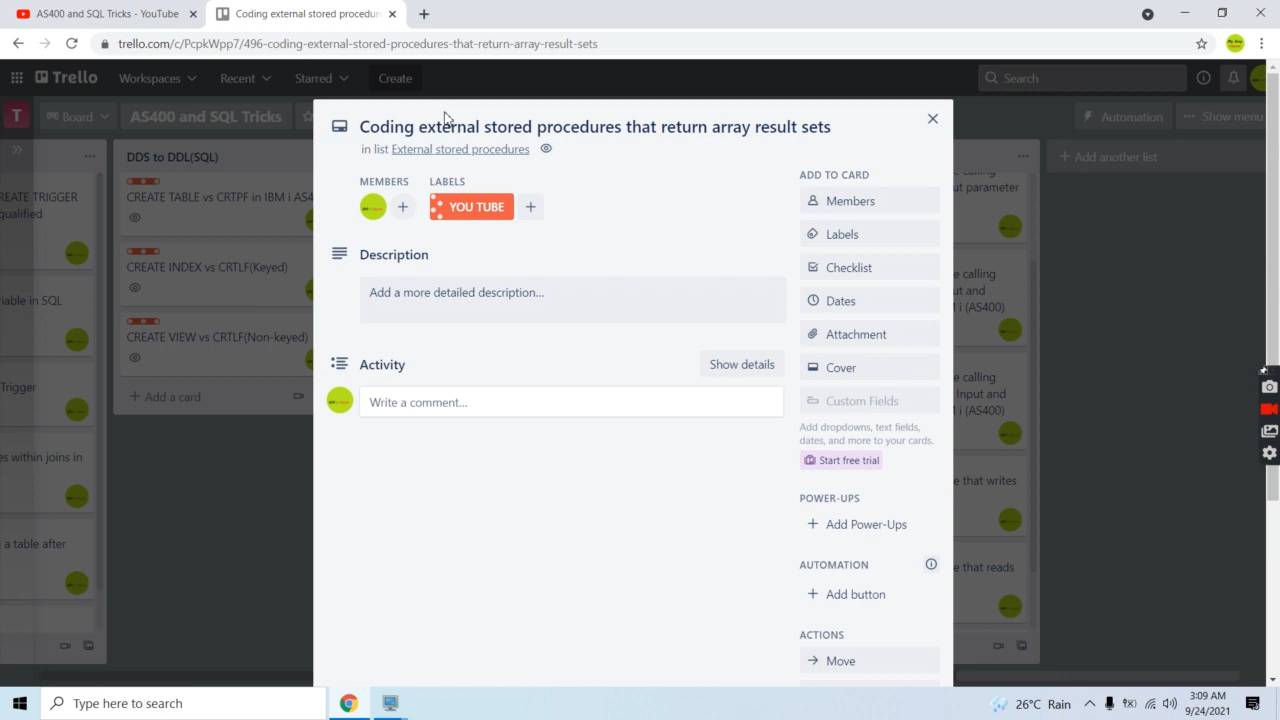 AS400 and SQL Tricks - YouTube
Coding external stored procedur
trello.com/c/PcpkWpp7/496-coding-external-stored-procedures-that-return-array-result-sets
Trello
Workspaces
Recent
Starred
Create
Search
T
Board
AS400 and SQL Tricks
Automation
Show menu
Coding external stored procedures that return array result sets
in list External stored procedures
MEMBERS
LABELS
YOU TUBE
Description
Add a more detailed description...
Activity
Show details
Write a comment...
ADD TO CARD
Members
Labels
Checklist
Dates
Attachment
Cover
Custom Fields
Add dropdowns, text fields,
dates, and more to your cards.
Start free trial
POWER-UPS
Add Power-Ups
AUTOMATION
Add button
ACTIONS
Move
EATE TRIGGER
qualified
iable in SQL
Trigger
es within joins in
g a table after
DDS to DDL(SQL)
CREATE TABLE vs CRTPF in IBM i AS4
CREATE INDEX vs CRTLF(Keyed)
CREATE VIEW vs CRTLF(Non-keyed)
Add a card
ut parameter
e calling
put and
M i (AS400)
e calling
Input and
M i (AS400)
e that writes
e that reads
Add another list
Type here to search
26°C Rain
3:09 AM
9/24/2021